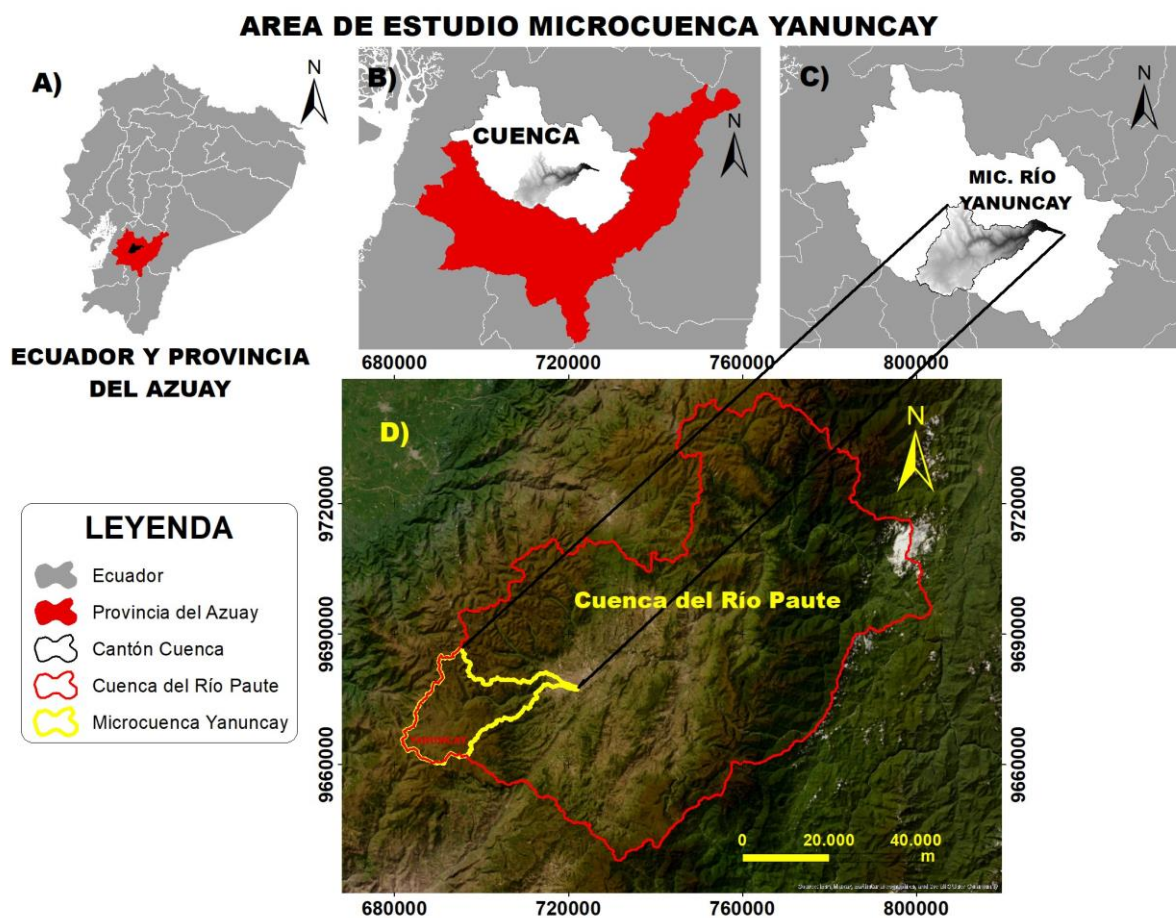 AREA DE ESTUDIO MICROCUENCA YANUNCAY
A)
N
ECUADOR Y PROVINCIA
DEL AZUAY
B)
CUENCA
N
C)
N
MIC. RÍO
YANUNCAY
680000 720000 760000 800000
D)
N
Cuenca del Río Paute
YANUNCAY
0 20.000 40.000
m
9720000
9690000
9660000
9720000
9690000
9660000
680000 720000 760000 800000
LEYENDA
Ecuador
Provincia del Azuay
Cantón Cuenca
Cuenca del Río Paute
Microcuenca Yanuncay